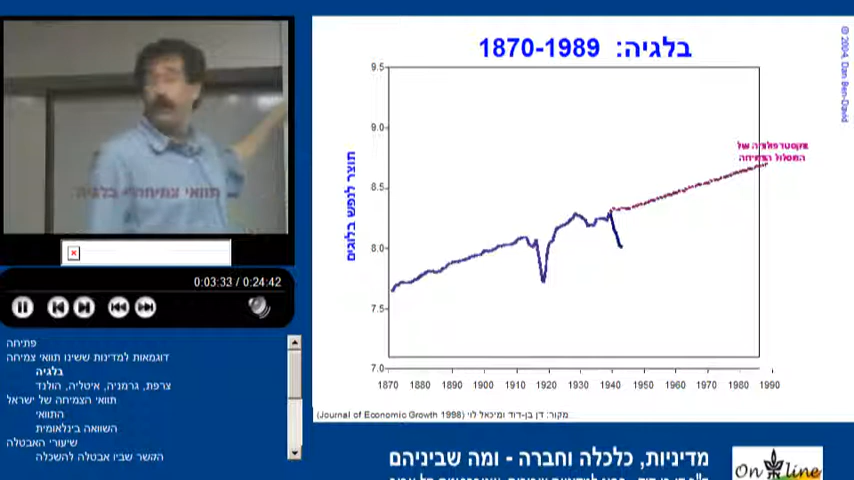 בלגיה: 1870-1989
© 2004, Dan Ben-David
9.5
9.0
8.5
8.0
7.5
7.0
תוצר לנפש בלוגים
אקסטרפולציה של
המסלול הצמיחה
1870 1880 1890 1900 1910 1920 1930 1940 1950 1960 1970 1980 1990
מקור: דן בן-דוד ומיכאל לוי (Journal of Economic Growth 1998)
תוואי צמיחה - בלגיה
0:03:33 / 0:24:42
פתיחה
דוגמאות למדינות ששינו תוואי צמיחה
בלגיה
צרפת, גרמניה, איטליה, הולנד
תוואי הצמיחה של ישראל
התוואי
השוואה בינלאומית
שיעורי האבטלה
הקשר שבין אבטלה להשכלה
מדיניות, כלכלה וחברה - ומה שביניהם
On line